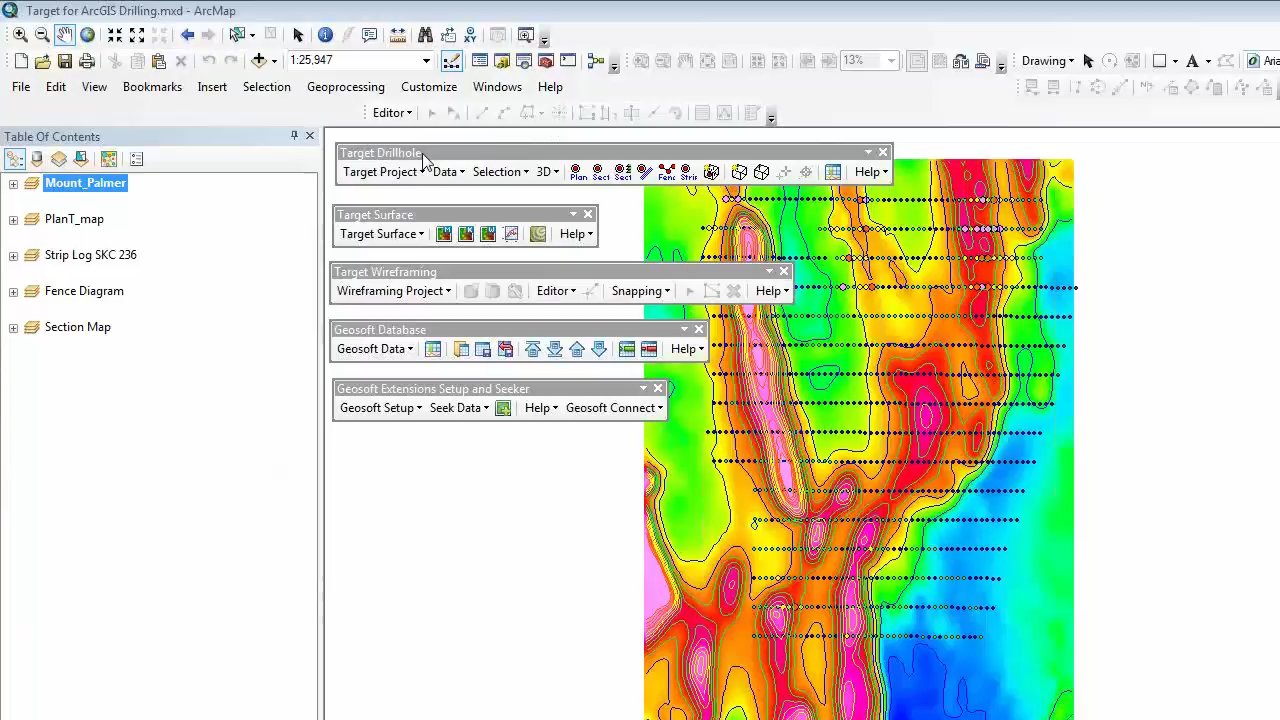 Target for ArcGIS Drilling.mxd - ArcMap
1:25,947
13%
Drawing
A
Aria
File Edit View Bookmarks Insert Selection Geoprocessing Customize Windows Help
Editor
Table Of Contents
Mount_Palmer
PlanT_map
Strip Log SKC 236
Fence Diagram
Section Map
Target Drillhole
Target Project Data Selection 3D Plan Sect Sect Fenc Strip Help
Target Surface
Target Surface Help
Target Wireframing
Wireframing Project Editor Snapping Help
Geosoft Database
Geosoft Data Help
Geosoft Extensions Setup and Seeker
Geosoft Setup Seek Data Help Geosoft Connect